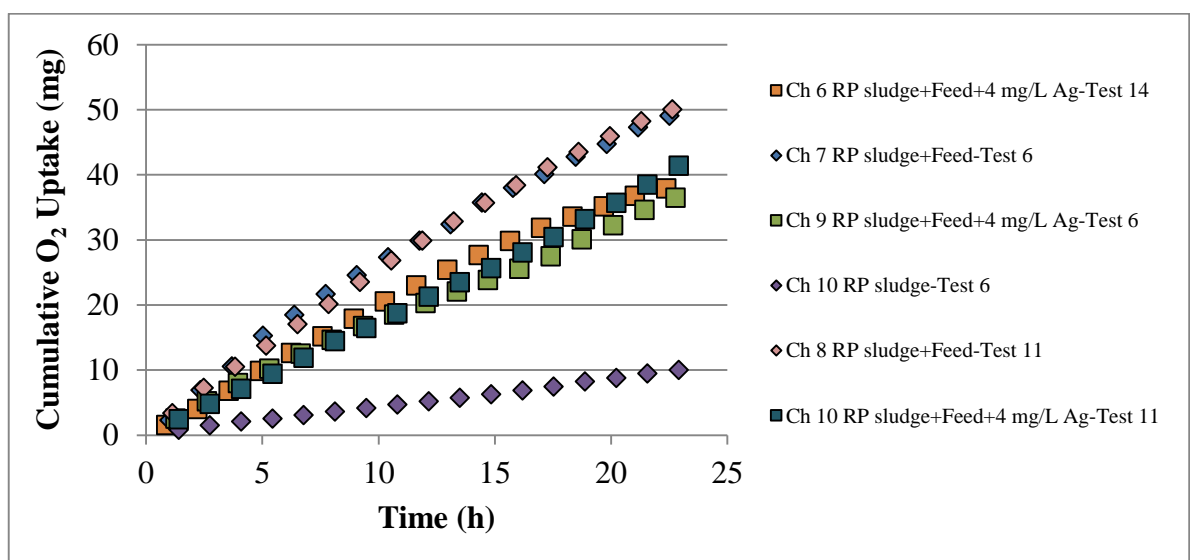 Cumulative O2 Uptake (mg)
60
50
40
30
20
10
0
0 5 10 15 20 25
Time (h)
Ch 6 RP sludge+Feed+4 mg/L Ag-Test 14
Ch 7 RP sludge+Feed-Test 6
Ch 9 RP sludge+Feed+4 mg/L Ag-Test 6
Ch 10 RP sludge-Test 6
Ch 8 RP sludge+Feed-Test 11
Ch 10 RP sludge+Feed+4 mg/L Ag-Test 11